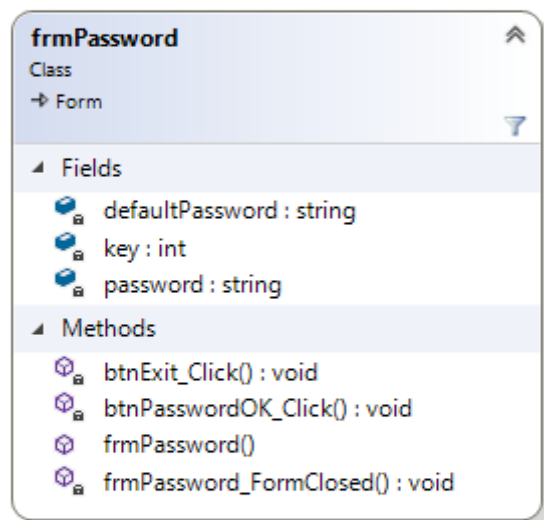 frmPassword
Class
Form
Fields
defaultPassword : string
key : int
password : string
Methods
btnExit_Click() : void
btnPasswordOK_Click() : void
frmPassword()
frmPassword_FormClosed() : void